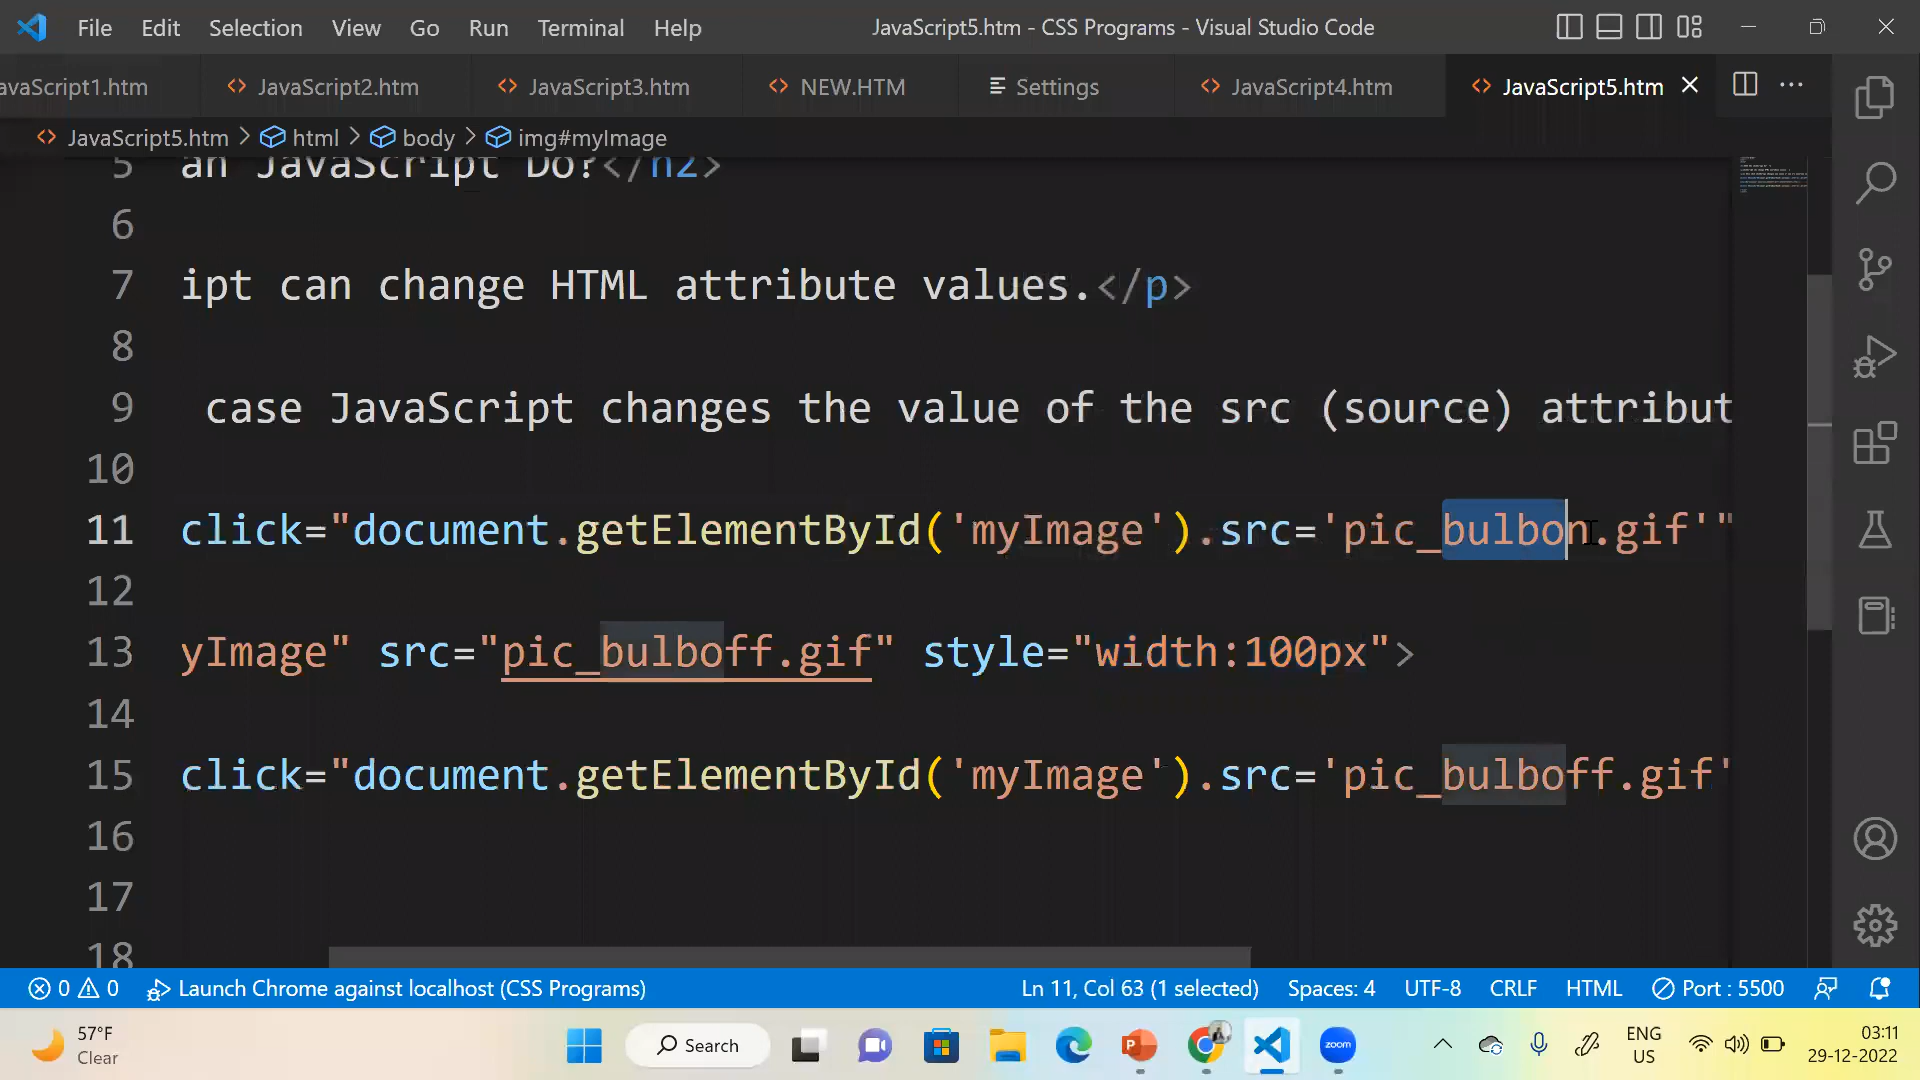 File Edit Selection View Go Run Terminal Help JavaScript5.htm - CSS Programs - Visual Studio Code
avaScript1.htm JavaScript2.htm JavaScript3.htm NEW.HTM Settings JavaScript4.htm JavaScript5.htm
JavaScript5.htm > html > body > img#myImage
5 an JavaScript Do?</h2>
6
7 ipt can change HTML attribute values.</p>
8
9 case JavaScript changes the value of the src (source) attribut
10
11 click="document.getElementById('myImage').src='pic_bulbon.gif'"
12
13 yImage" src="pic_bulboff.gif" style="width:100px">
14
15 click="document.getElementById('myImage').src='pic_bulboff.gif'
16
17
18
0 0 Launch Chrome against localhost (CSS Programs) Ln 11, Col 63 (1 selected) Spaces: 4 UTF-8 CRLF HTML Port : 5500
57°F
Clear
Search
zoom
ENG
US
03:11
29-12-2022